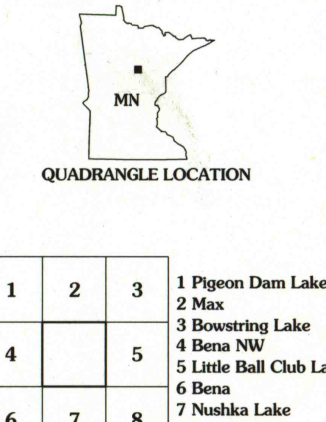 MN
QUADRANGLE LOCATION
1 2 3
4 5
6 7 8
1 Pigeon Dam Lake
2 Max
3 Bowstring Lake
4 Bena NW
5 Little Ball Club La
6 Bena
7 Nushka Lake